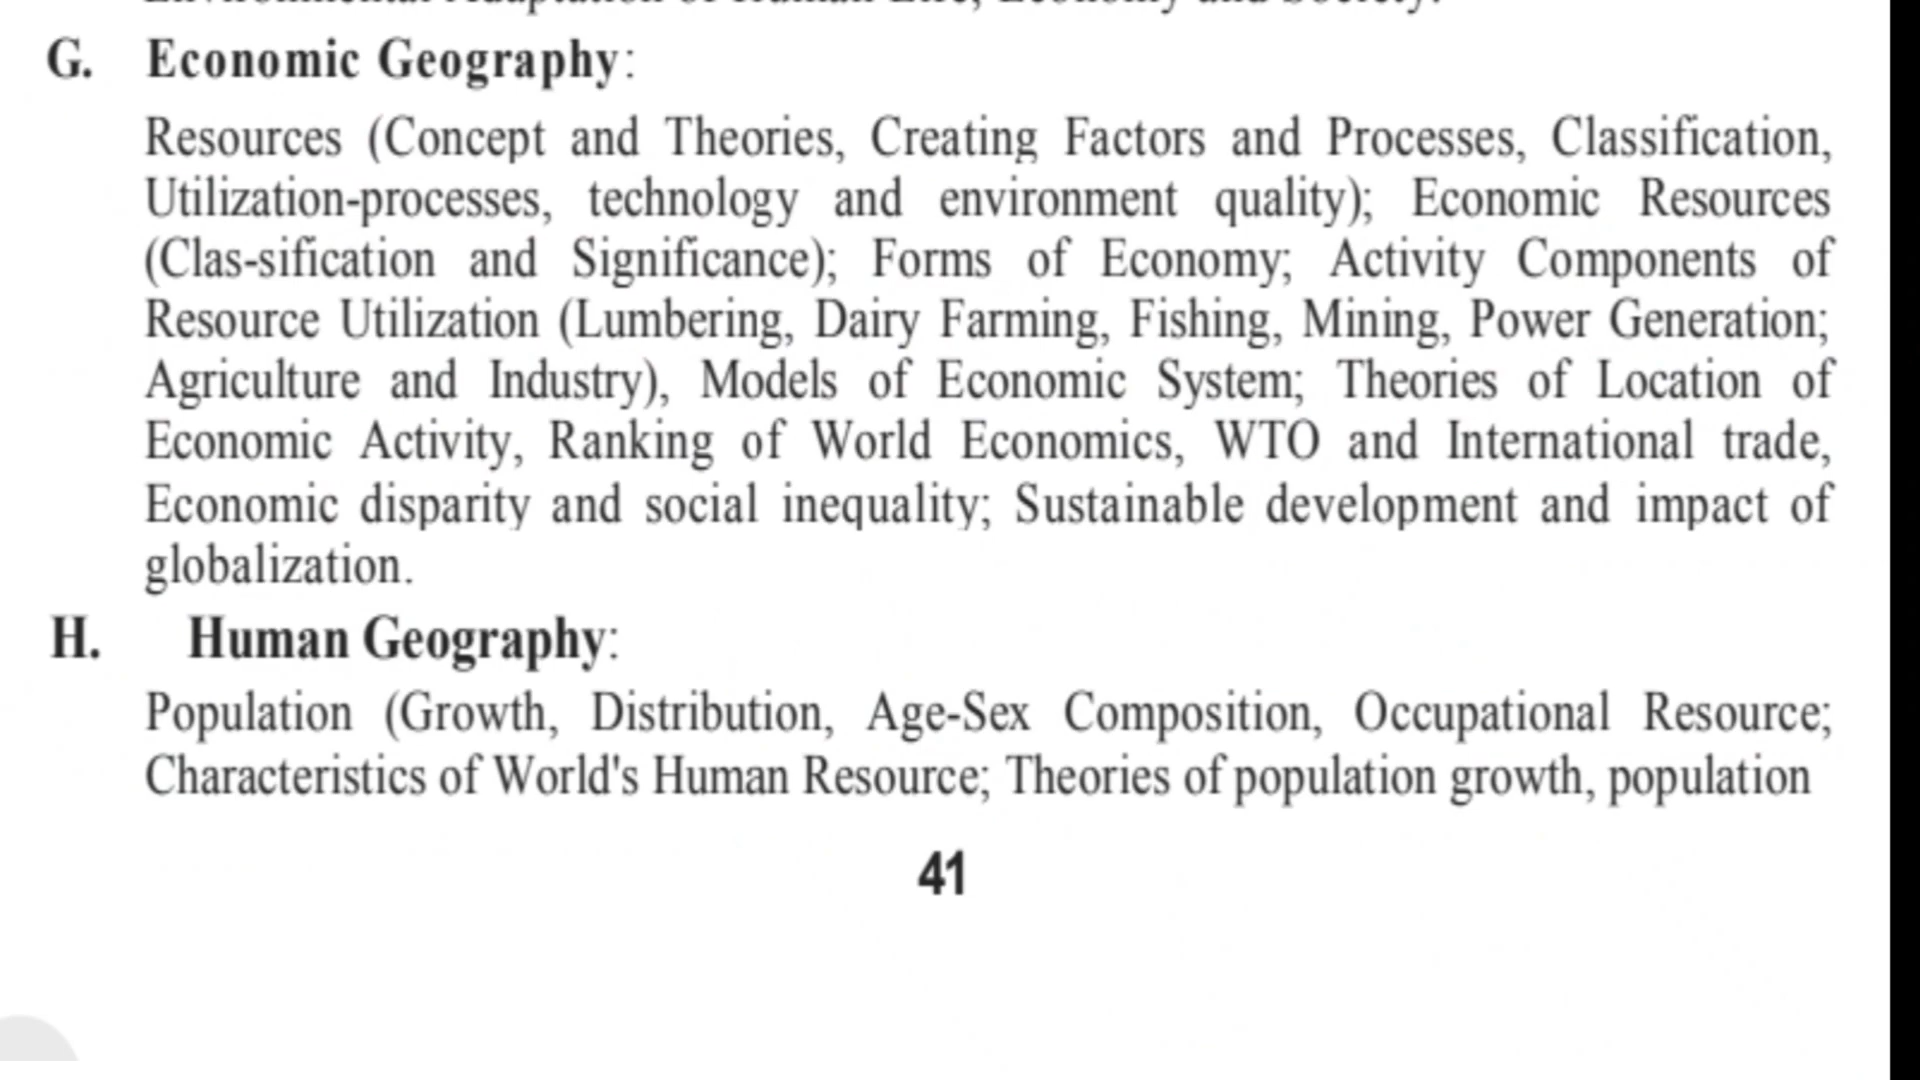 G. Economic Geography:
Resources (Concept and Theories, Creating Factors and Processes, Classification,
Utilization-processes, technology and environment quality); Economic Resources
(Clas-sification and Significance); Forms of Economy; Activity Components of
Resource Utilization (Lumbering, Dairy Farming, Fishing, Mining, Power Generation;
Agriculture and Industry), Models of Economic System; Theories of Location of
Economic Activity, Ranking of World Economics, WTO and International trade,
Economic disparity and social inequality; Sustainable development and impact of
globalization.
H. Human Geography:
Population (Growth, Distribution, Age-Sex Composition, Occupational Resource;
Characteristics of World's Human Resource; Theories of population growth, population
41